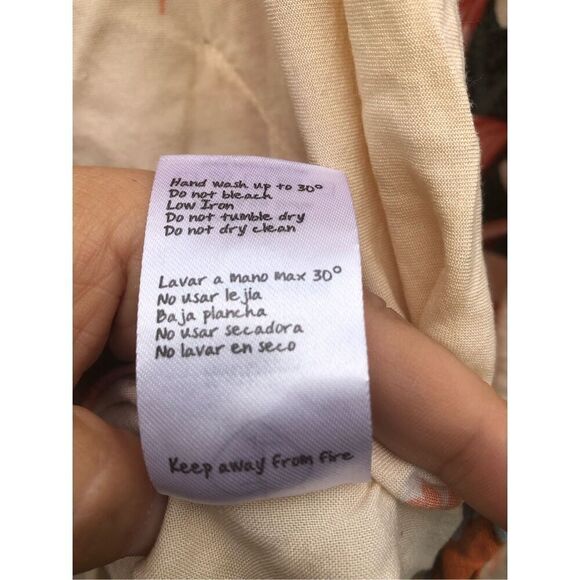 Hand wash up to 30°
Do not bleach
Low Iron
Do not tumble dry
Do not dry clean
Lavar a mano max 30°
No usar lejía
Baja plancha
No usar secadora
No lavar en seco
Keep away from fire